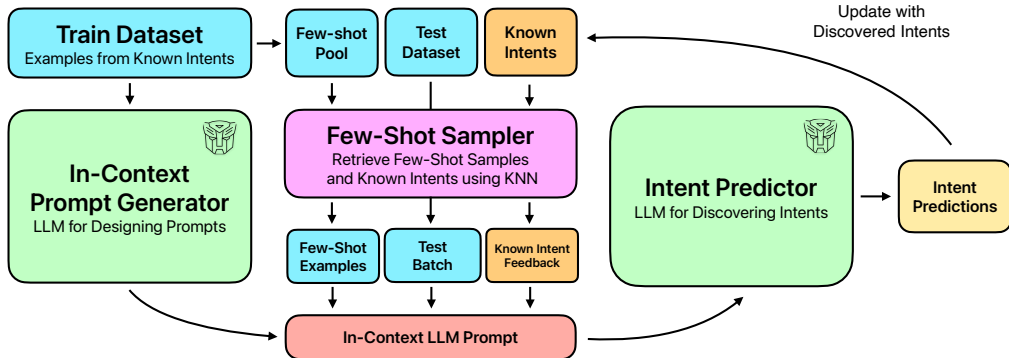 Train Dataset
Examples from Known Intents
Few-shot
Pool
Test
Dataset
Known
Intents
Update with
Discovered Intents
In-Context
Prompt Generator
LLM for Designing Prompts
Few-Shot Sampler
Retrieve Few-Shot Samples
and Known Intents using KNN
Intent Predictor
LLM for Discovering Intents
Intent
Predictions
Few-Shot
Examples
Test
Batch
Known Intent
Feedback
In-Context LLM Prompt